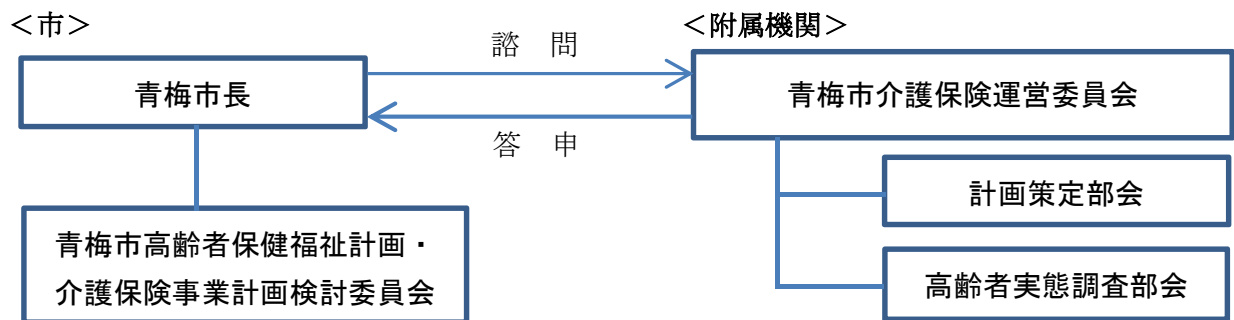 ＜市＞
＜附属機関＞
諮　問
青梅市長
青梅市介護保険運営委員会
答　申
計画策定部会
青梅市高齢者保健福祉計画・
介護保険事業計画検討委員会
高齢者実態調査部会